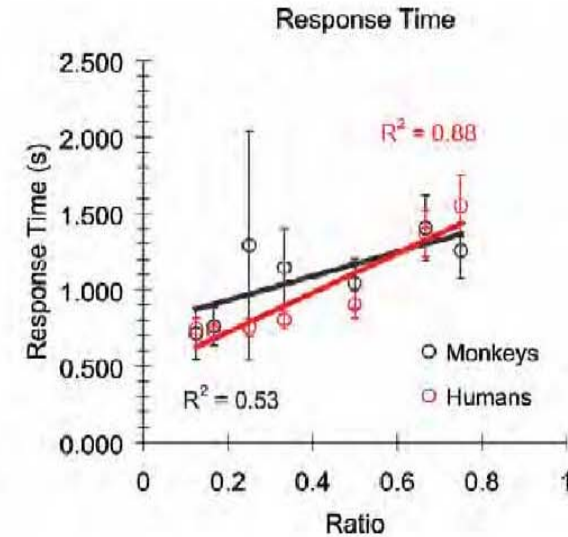 Response Time
2.500
2.000
1.500
1.000
0.500
0.000
Response Time (s)
R² = 0.88
R² = 0.53
Monkeys
Humans
0 0.2 0.4 0.6 0.8 1
Ratio